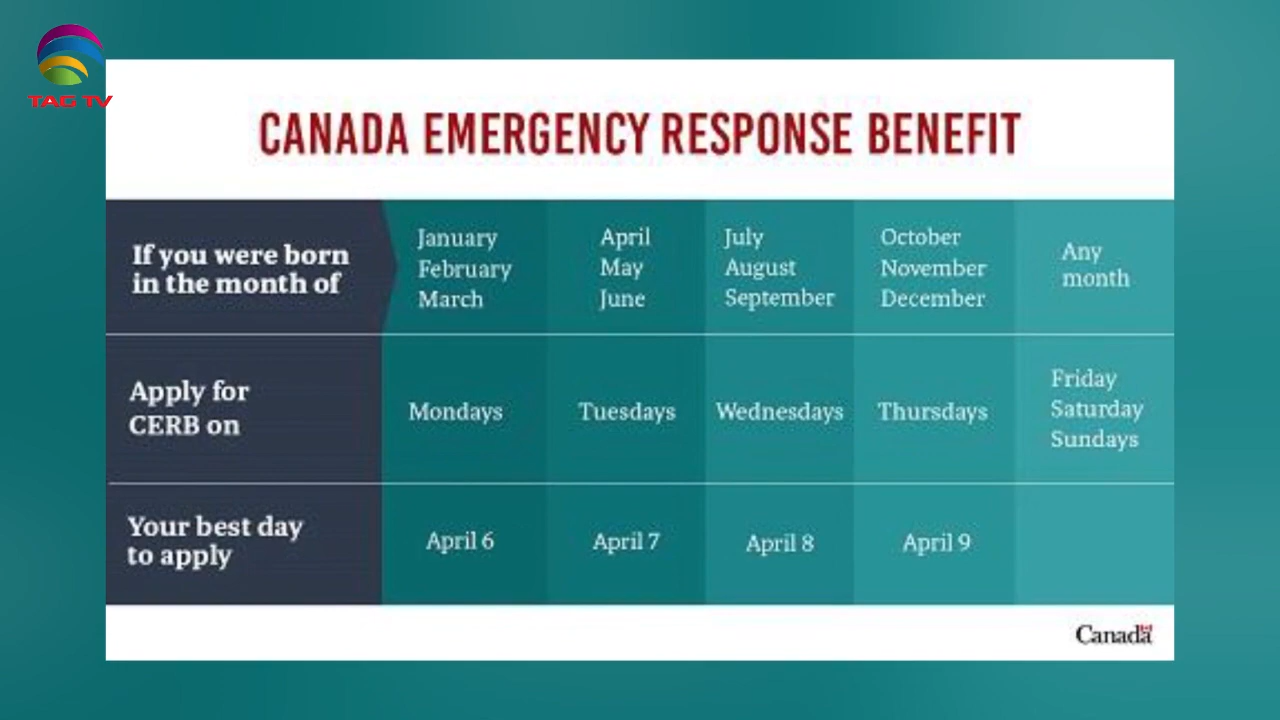 TAG TV
CANADA EMERGENCY RESPONSE BENEFIT
If you were born
in the month of
January
February
March
April
May
June
July
August
September
October
November
December
Any
month
Apply for
CERB on
Mondays
Tuesdays
Wednesdays
Thursdays
Friday
Saturday
Sundays
Your best day
to apply
April 6
April 7
April 8
April 9
Canada